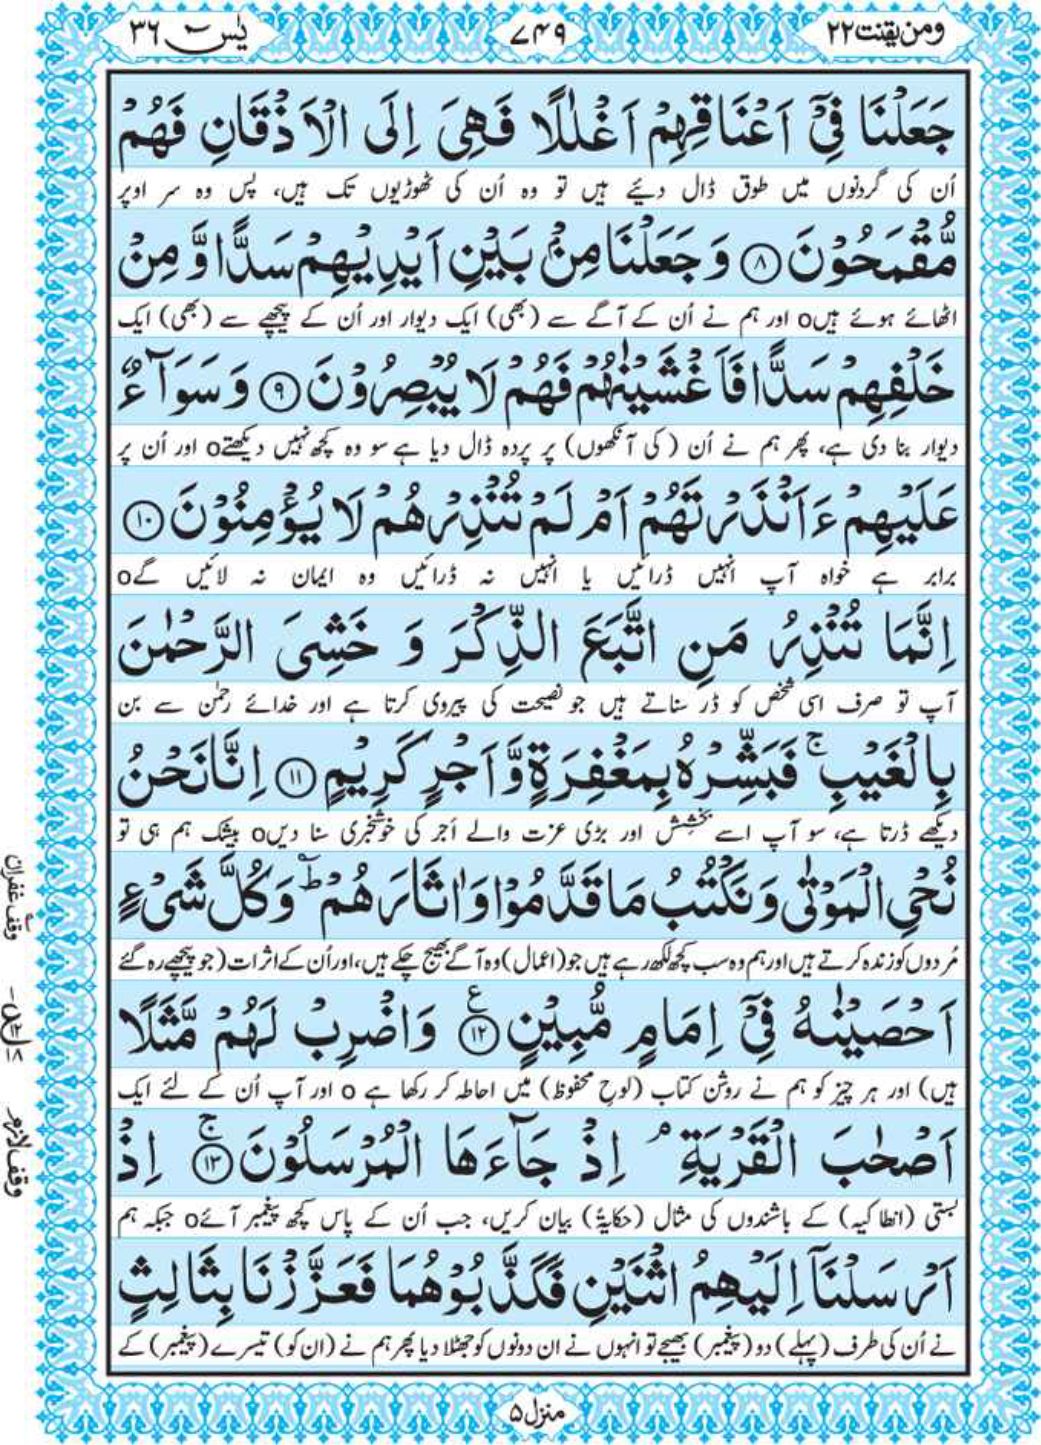 ومن یقنت ۲۲
۷۴۹
یٰس ۳۶
جَعَلْنَا فِیْۤ اَعْنَاقِهِمْ اَغْلٰلًا فَهِیَ اِلَی الْاَذْقَانِ فَهُمْ
اُن کی گردنوں میں طوق ڈال دئیے ہیں تو وہ اُن کی ٹھوڑیوں تک ہیں، پس وہ سر اوپر
مُّقْمَحُوْنَ ﴿۸﴾ وَ جَعَلْنَا مِنْۢ بَیْنِ اَیْدِیْهِمْ سَدًّا وَّ مِنْ
اٹھائے ہوئے ہیںo اور ہم نے اُن کے آگے سے (بھی) ایک دیوار اور اُن کے پیچھے سے (بھی) ایک
خَلْفِهِمْ سَدًّا فَاَغْشَیْنٰهُمْ فَهُمْ لَا یُبْصِرُوْنَ ﴿۹﴾ وَ سَوَآءٌ
دیوار بنا دی ہے، پھر ہم نے اُن (کی آنکھوں) پر پردہ ڈال دیا ہے سو وہ کچھ نہیں دیکھتےo اور اُن پر
عَلَیْهِمْ ءَاَنْذَرْتَهُمْ اَمْ لَمْ تُنْذِرْهُمْ لَا یُؤْمِنُوْنَ ﴿۱۰﴾
برابر ہے خواہ آپ انہیں ڈرائیں یا انہیں نہ ڈرائیں وہ ایمان نہ لائیں گےo
اِنَّمَا تُنْذِرُ مَنِ اتَّبَعَ الذِّكْرَ وَ خَشِیَ الرَّحْمٰنَ
آپ تو صرف اسی شخص کو ڈر سناتے ہیں جو نصیحت کی پیروی کرتا ہے اور خدائے رحمٰن سے بن
بِالْغَیْبِ ۚ فَبَشِّرْهُ بِمَغْفِرَةٍ وَّ اَجْرٍ كَرِیْمٍ ﴿۱۱﴾ اِنَّا نَحْنُ
دیکھے ڈرتا ہے، سو آپ اسے بخشش اور بڑی عزت والے اَجر کی خوشخبری سنا دیںo بیشک ہم ہی تو
نُحْیِ الْمَوْتٰی وَ نَكْتُبُ مَا قَدَّمُوْا وَ اٰثَارَهُمْ ؕ وَ كُلَّ شَیْءٍ
مُردوں کو زندہ کرتے ہیں اور ہم وہ سب کچھ لکھ رہے ہیں جو (اعمال) وہ آگے بھیج چکے ہیں، اور اُن کے اثرات (جو پیچھے رہ گئے
اَحْصَیْنٰهُ فِیْۤ اِمَامٍ مُّبِیْنٍ ﴿۱۲﴾ ع وَ اضْرِبْ لَهُمْ مَّثَلًا
ہیں) اور ہر چیز کو ہم نے روشن کتاب (لوحِ محفوظ) میں احاطہ کر رکھا ہے o اور آپ اُن کے لئے ایک
اَصْحٰبَ الْقَرْیَةِ ۘ اِذْ جَآءَهَا الْمُرْسَلُوْنَ ﴿۱۳﴾ ۚ اِذْ
بستی (انطاکیہ) کے باشندوں کی مثال (حکایۃً) بیان کریں، جب اُن کے پاس کچھ پیغمبر آئےo جبکہ ہم
اَرْسَلْنَاۤ اِلَیْهِمُ اثْنَیْنِ فَكَذَّبُوْهُمَا فَعَزَّزْنَا بِثَالِثٍ
نے اُن کی طرف (پہلے) دو (پیغمبر) بھیجے تو انہوں نے ان دونوں کو جھٹلا دیا پھر ہم نے (ان کو) تیسرے (پیغمبر) کے
وقف غفران
وقف لازم
منزل ۵